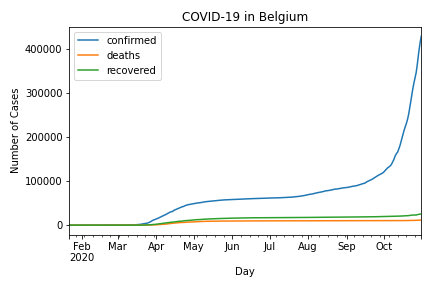 COVID-19 in Belgium
confirmed
deaths
recovered
Number of Cases
400000
300000
200000
100000
0
Feb Mar Apr May Jun Jul Aug Sep Oct
2020
Day